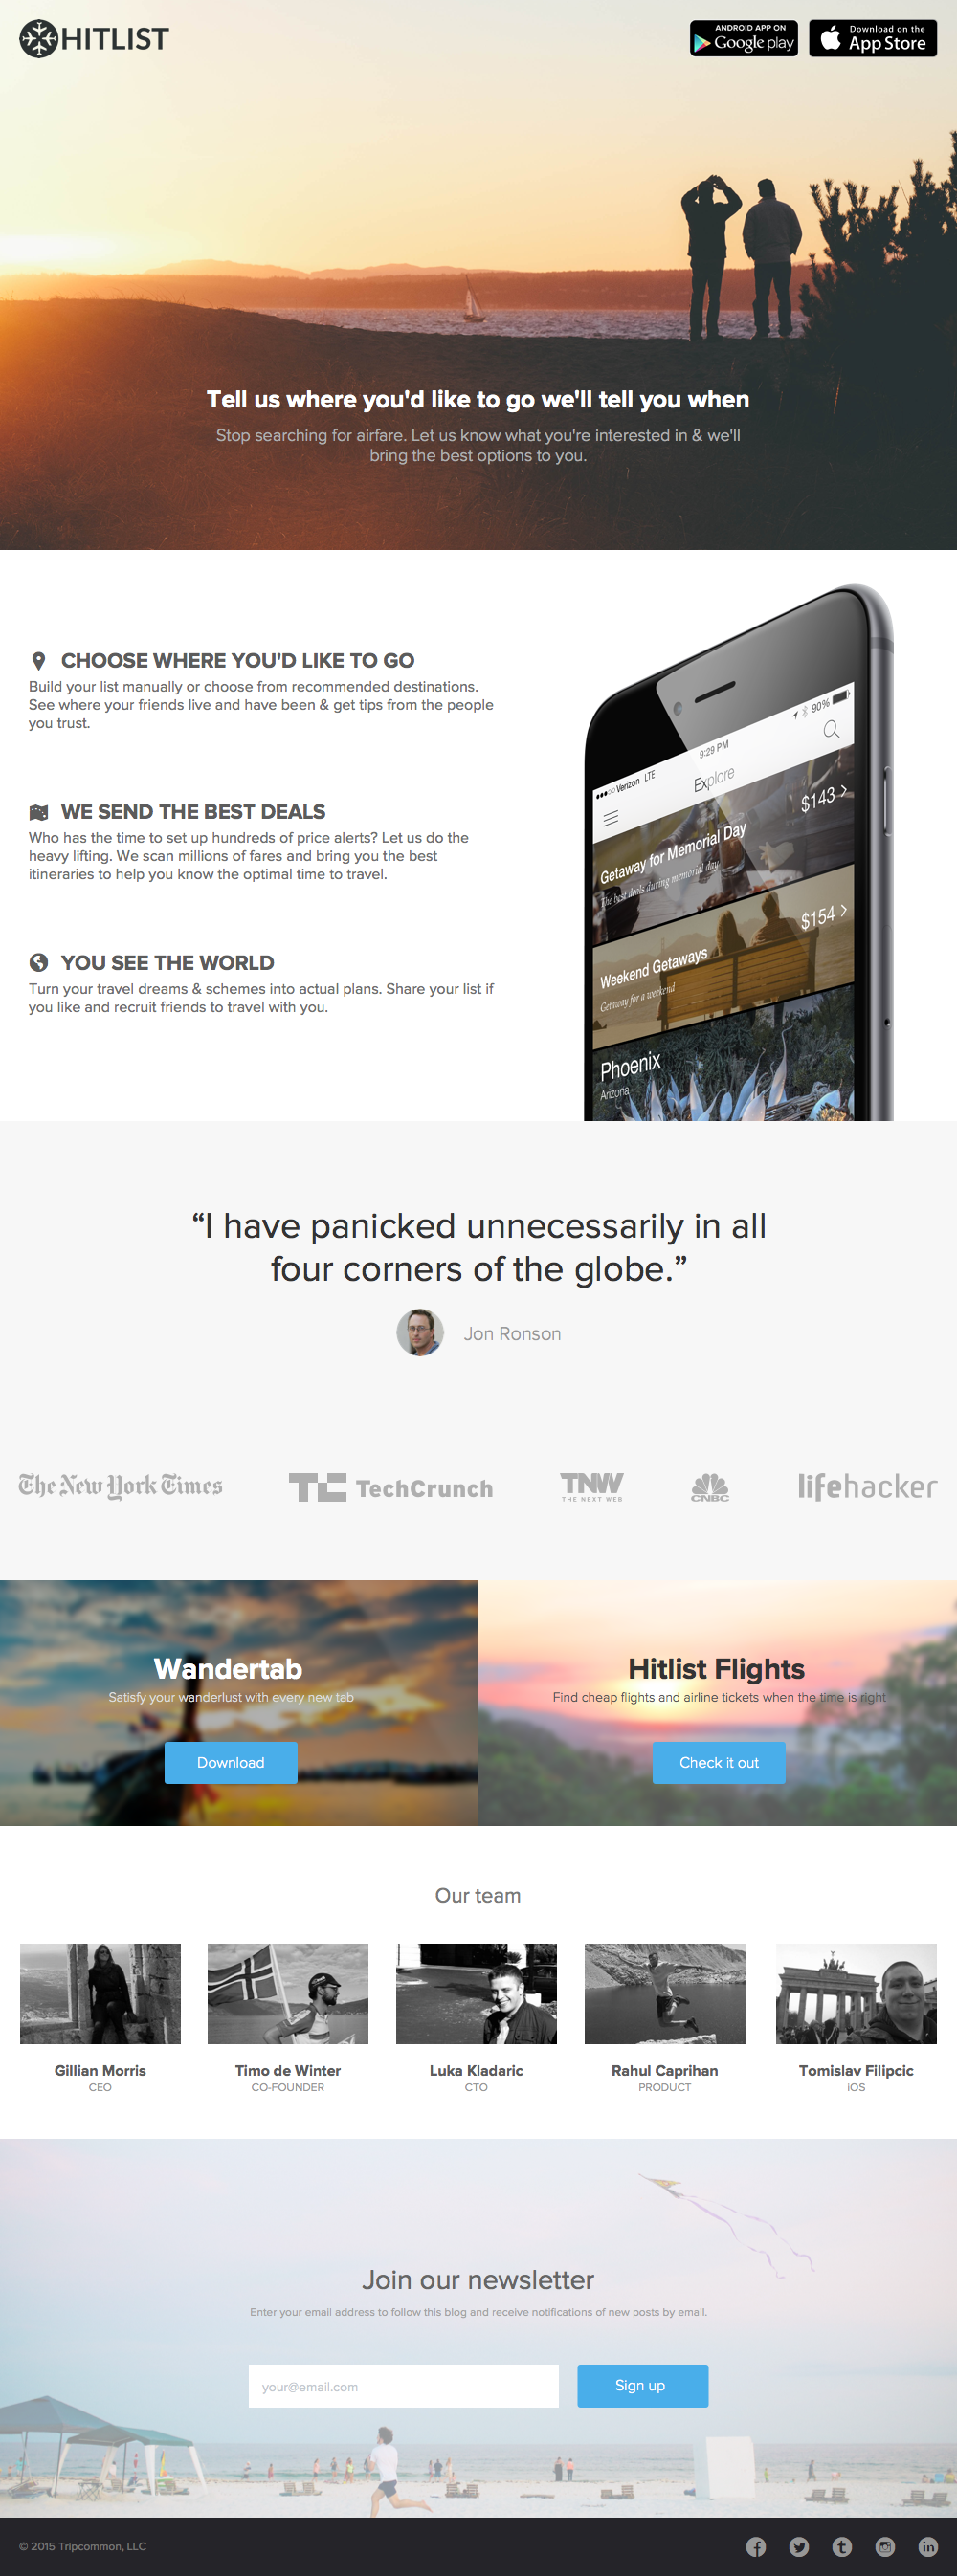 HITLIST
ANDROID APP ON
Google play
Download on the
App Store
Tell us where you'd like to go we'll tell you when
Stop searching for airfare. Let us know what you're interested in & we'll
bring the best options to you.
CHOOSE WHERE YOU'D LIKE TO GO
Build your list manually or choose from recommended destinations.
See where your friends live and have been & get tips from the people
you trust.
WE SEND THE BEST DEALS
Who has the time to set up hundreds of price alerts? Let us do the
heavy lifting. We scan millions of fares and bring you the best
itineraries to help you know the optimal time to travel.
YOU SEE THE WORLD
Turn your travel dreams & schemes into actual plans. Share your list if
you like and recruit friends to travel with you.
Verizon LTE
9:29 PM
90%
Explore
Getaway for Memorial Day
The best deals during memorial day.
$143
Weekend Getaways
Getaway for a weekend
$154
Phoenix
Arizona
“I have panicked unnecessarily in all
four corners of the globe.”
Jon Ronson
The New York Times
TC TechCrunch
TNW
THE NEXT WEB
CNBC
lifehacker
Wandertab
Satisfy your wanderlust with every new tab
Download
Hitlist Flights
Find cheap flights and airline tickets when the time is right
Check it out
Our team
Gillian Morris
CEO
Timo de Winter
CO-FOUNDER
Luka Kladaric
CTO
Rahul Caprihan
PRODUCT
Tomislav Filipcic
iOS
Join our newsletter
Enter your email address to follow this blog and receive notifications of new posts by email.
your@email.com
Sign up
© 2015 Tripcommon, LLC